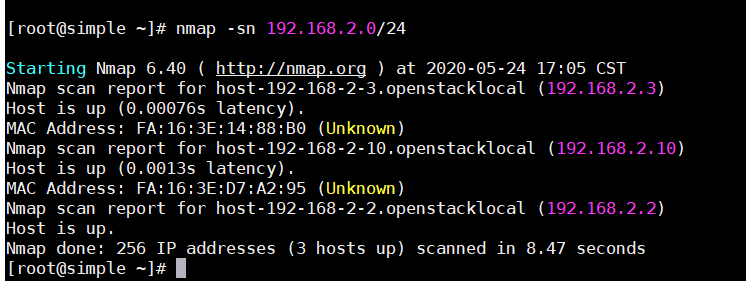 [root@simple ~]# nmap -sn 192.168.2.0/24
Starting Nmap 6.40 ( http://nmap.org ) at 2020-05-24 17:05 CST
Nmap scan report for host-192-168-2-3.openstacklocal (192.168.2.3)
Host is up (0.00076s latency).
MAC Address: FA:16:3E:14:88:B0 (Unknown)
Nmap scan report for host-192-168-2-10.openstacklocal (192.168.2.10)
Host is up (0.0013s latency).
MAC Address: FA:16:3E:D7:A2:95 (Unknown)
Nmap scan report for host-192-168-2-2.openstacklocal (192.168.2.2)
Host is up.
Nmap done: 256 IP addresses (3 hosts up) scanned in 8.47 seconds
[root@simple ~]#